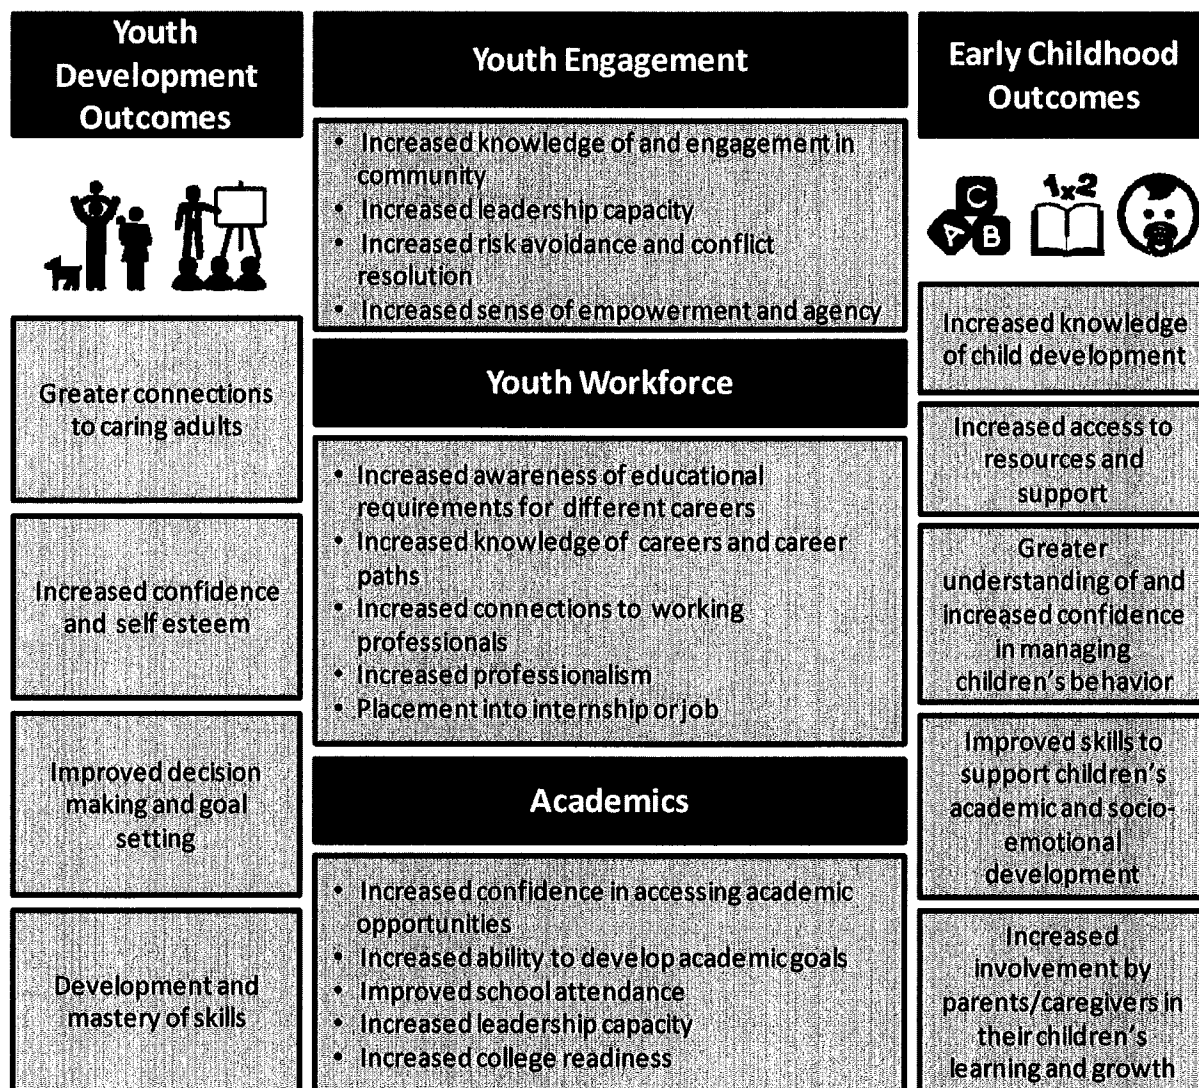 Youth
Development
Outcomes
Greater connections
to caring adults
Increased confidence
and self esteem
Improved decision
making and goal
setting
Development and
mastery of skills
Youth Engagement
• Increased knowledge of and engagement in
community
• Increased leadership capacity
• Increased risk avoidance and conflict
resolution
• Increased sense of empowerment and agency
Youth Workforce
• Increased awareness of educational
requirements for different careers
• Increased knowledge of careers and career
paths
• Increased connections to working
professionals
• Increased professionalism
• Placement into internship or job
Academics
• Increased confidence in accessing academic
opportunities
• Increased ability to develop academic goals
• Improved school attendance
• Increased leadership capacity
• Increased college readiness
Early Childhood
Outcomes
C
A B
1x2
Increased knowledge
of child development
Increased access to
resources and
support
Greater
understanding of and
increased confidence
in managing
children's behavior
Improved skills to
support children's
academic and socio-
emotional
development
Increased
involvement by
parents/caregivers in
their children's
learning and growth